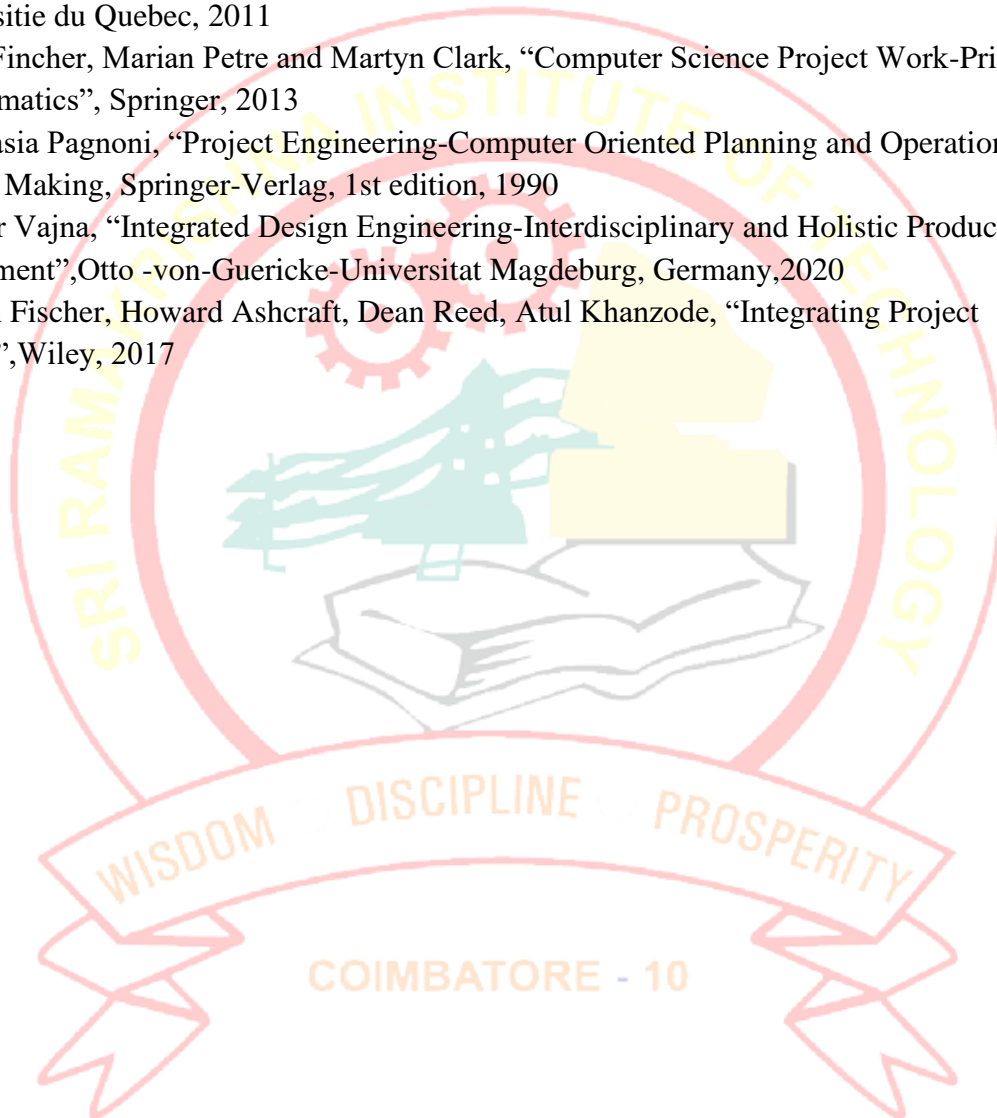 sitie du Quebec, 2011
Fincher, Marian Petre and Martyn Clark, “Computer Science Project Work-Pri
matics”, Springer, 2013
asia Pagnoni, “Project Engineering-Computer Oriented Planning and Operation
Making, Springer-Verlag, 1st edition, 1990
r Vajna, “Integrated Design Engineering-Interdisciplinary and Holistic Produc
ment”,Otto -von-Guericke-Universitat Magdeburg, Germany,2020
Fischer, Howard Ashcraft, Dean Reed, Atul Khanzode, “Integrating Project
”,Wiley, 2017
SRI RAMAKRISHNA INSTITUTE OF TECHNOLOGY
WISDOM DISCIPLINE PROSPERITY
COIMBATORE - 10